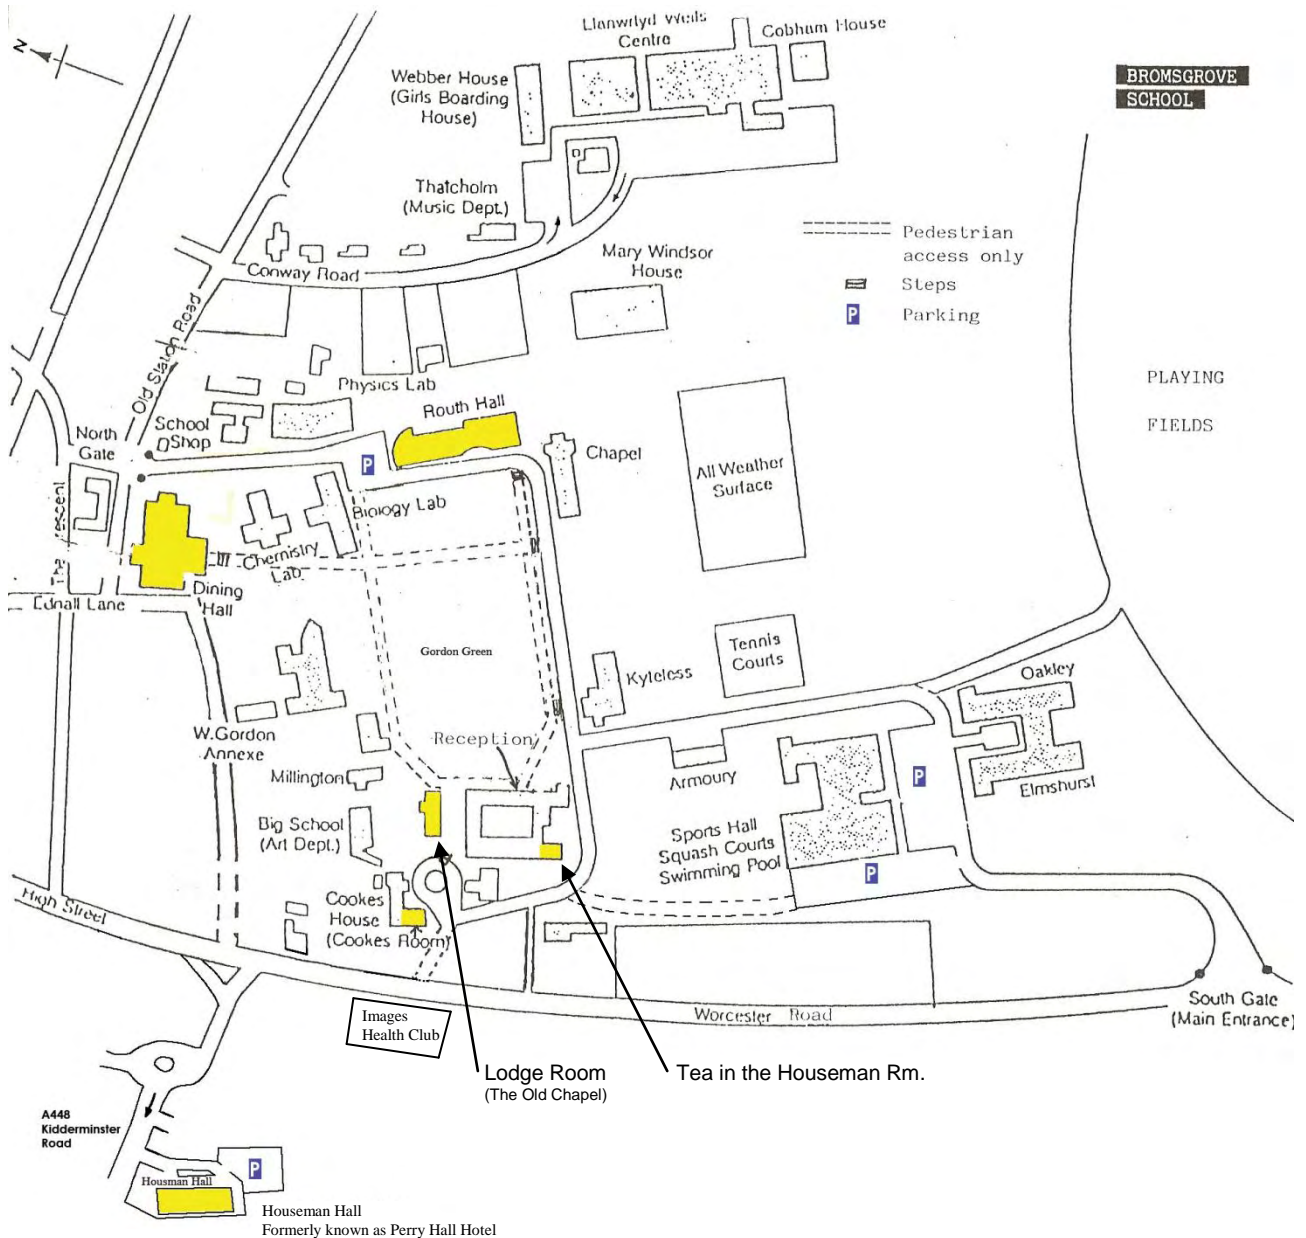 N
Llanwrtyd Wells
Centre
Cobham House
BROMSGROVE
SCHOOL
Webber House
(Girls Boarding
House)
Thatcholm
(Music Dept.)
Mary Windsor
House
Pedestrian
access only
Steps
P Parking
Conway Road
Old Station Road
PLAYING
FIELDS
Physics Lab
Routh Hall
School
Shop
North
Gate
P
Chapel
All Weather
Surface
Biology Lab
The Crescent
Chemistry
Lab.
Dining
Hall
Ednall Lane
Gordon Green
Tennis
Courts
Kyteless
Oakley
W.Gordon
Annexe
Reception
Millington
Armoury
P
Elmshurst
Big School
(Art Dept.)
Sports Hall
Squash Courts
Swimming Pool
P
High Street
Cookes
House
(Cookes Room)
South Gate
(Main Entrance)
Worcester Road
Images
Health Club
Lodge Room
(The Old Chapel)
Tea in the Houseman Rm.
A448
Kidderminster
Road
P
Housman Hall
Houseman Hall
Formerly known as Perry Hall Hotel